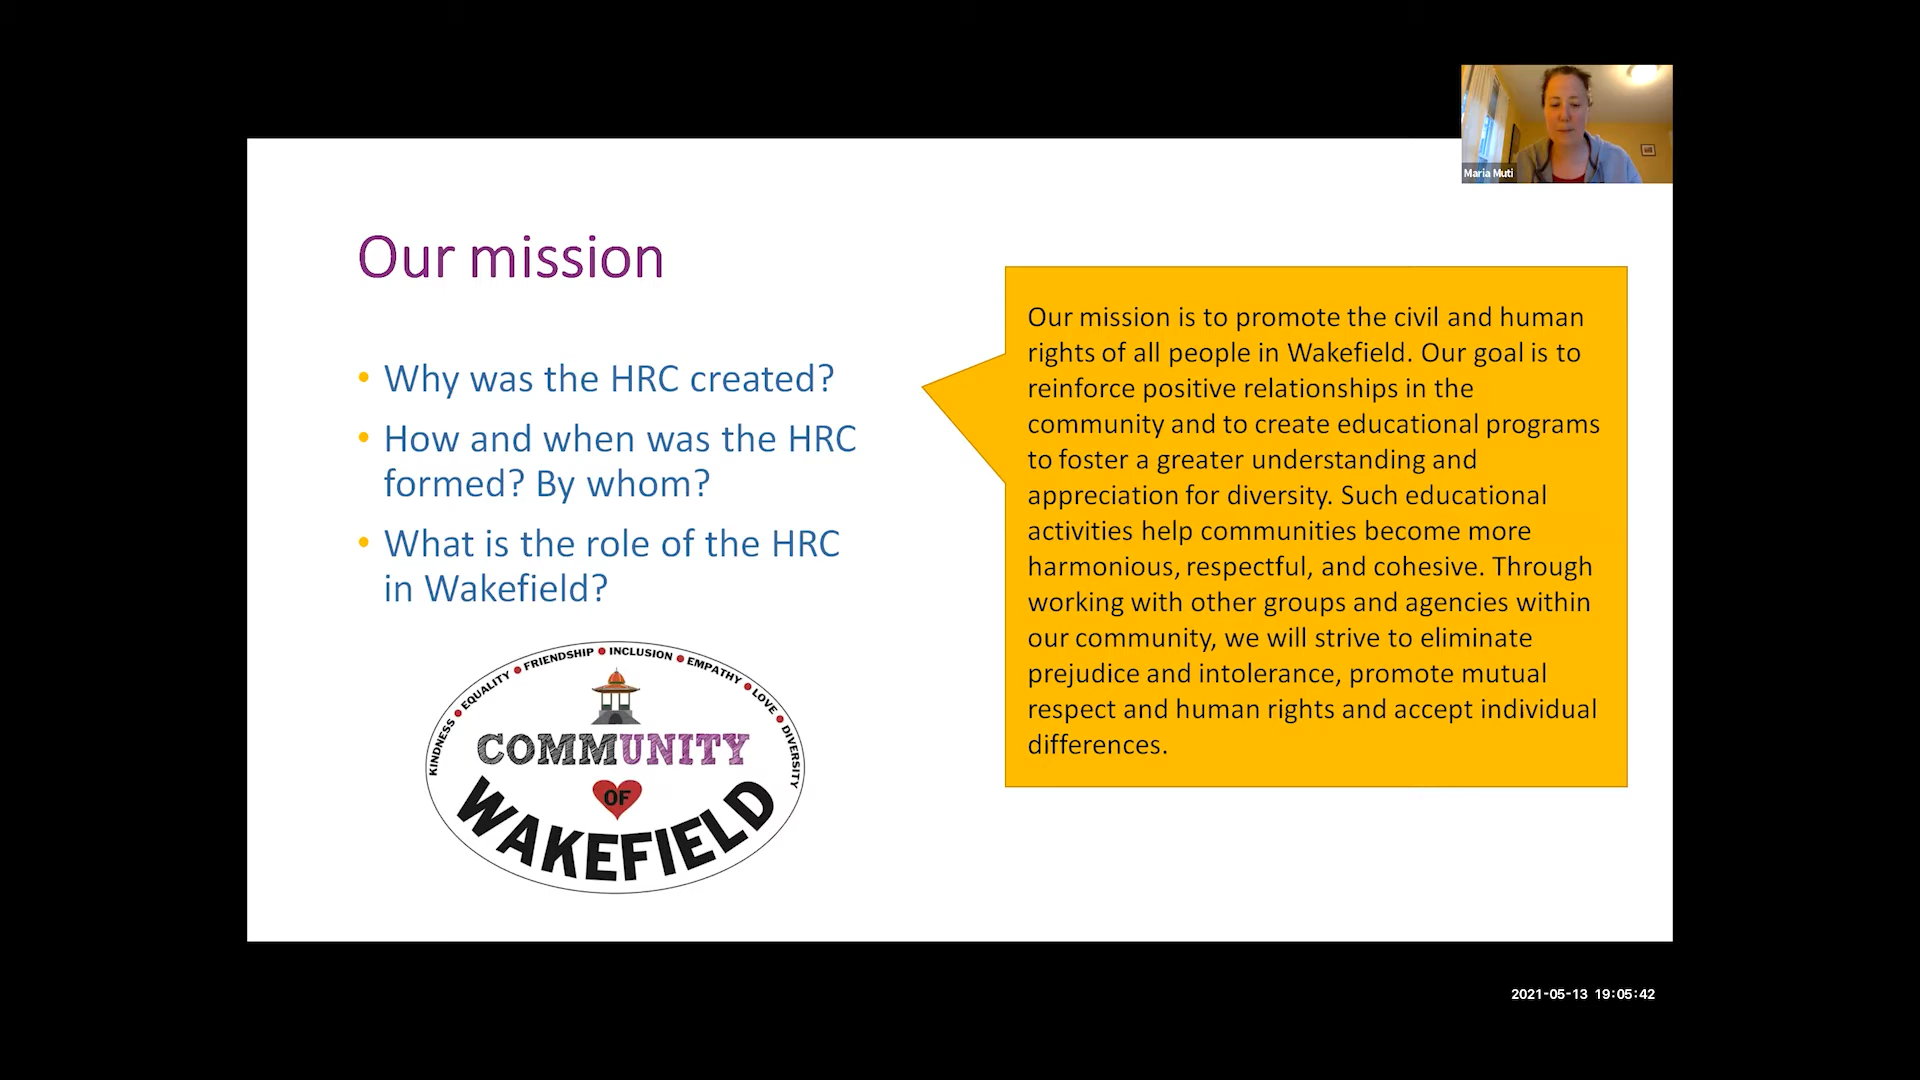 Maria Muti
Our mission
• Why was the HRC created?
• How and when was the HRC
formed? By whom?
• What is the role of the HRC
in Wakefield?
KINDNESS • EQUALITY • FRIENDSHIP • INCLUSION • EMPATHY • LOVE • DIVERSITY
COMMUNITY
OF
WAKEFIELD
Our mission is to promote the civil and human
rights of all people in Wakefield. Our goal is to
reinforce positive relationships in the
community and to create educational programs
to foster a greater understanding and
appreciation for diversity. Such educational
activities help communities become more
harmonious, respectful, and cohesive. Through
working with other groups and agencies within
our community, we will strive to eliminate
prejudice and intolerance, promote mutual
respect and human rights and accept individual
differences.
2021-05-13 19:05:42